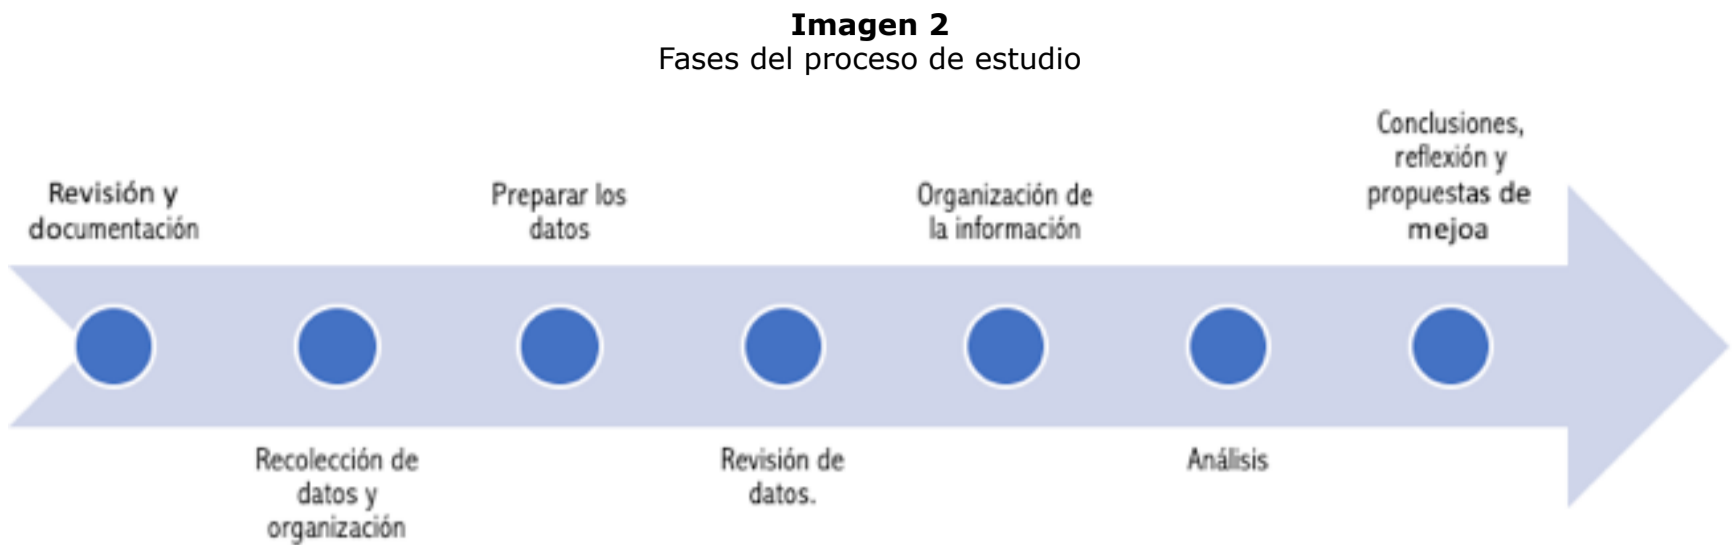 Imagen 2
Fases del proceso de estudio
Revisión y
documentación
Recolección de
datos y
organización
Preparar los
datos
Revisión de
datos.
Organización de
la información
Análisis
Conclusiones,
reflexión y
propuestas de
mejoa